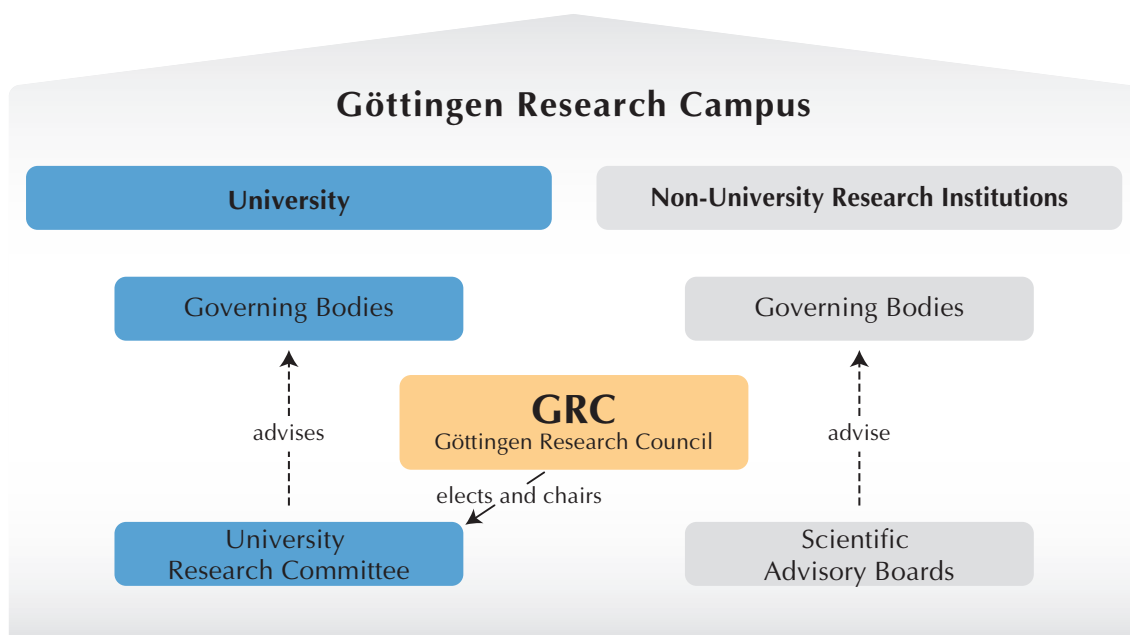 Göttingen Research Campus
University
Non-University Research Institutions
Governing Bodies
Governing Bodies
GRC
Göttingen Research Council
advises
advise
elects and chairs
University
Research Committee
Scientific
Advisory Boards